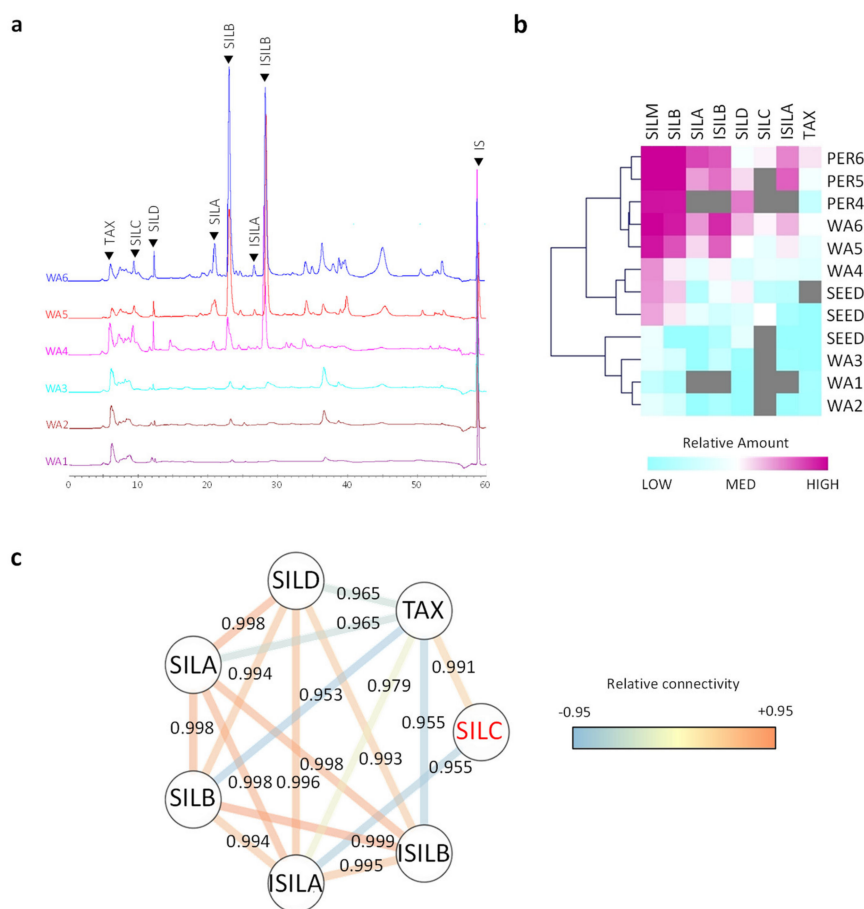 a
TAX
SILC
SILD
SILA
SILB
ISILA
ISILB
IS
WA6
WA5
WA4
WA3
WA2
WA1
0 10 20 30 40 50 60
b
SILM SILB SILA ISILB SILD SILC ISILA TAX
PER6
PER5
PER4
WA6
WA5
WA4
SEED
SEED
SEED
WA3
WA1
WA2
Relative Amount
LOW MED HIGH
c
SILD
TAX
SILA
SILC
SILB
ISILB
ISILA
0.965
0.998
0.965
0.994
0.979
0.991
0.953
0.998
0.955
0.998
0.993
0.955
0.998
0.996
0.994
0.999
0.995
Relative connectivity
-0.95 +0.95